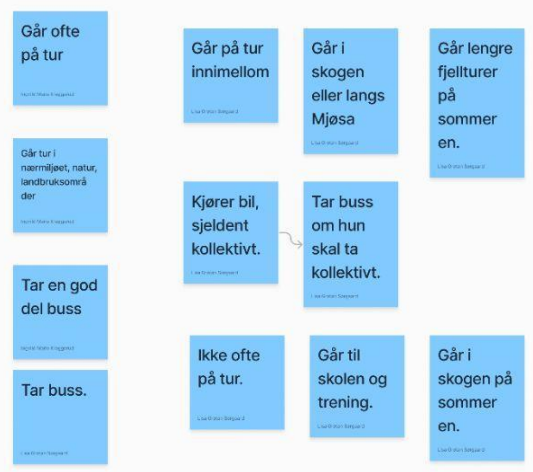 Går ofte
på tur
Går tur i
nærmiljøet, natur,
landbruksområ
der
Tar en god
del buss
Tar buss.
Går på tur
innimellom
Går i
skogen
eller langs
Mjøsa
Går lengre
fjellturer
på
sommer
en.
Kjører bil,
sjeldent
kollektivt.
Tar buss
om hun
skal ta
kollektivt.
Ikke ofte
på tur.
Går til
skolen og
trening.
Går i
skogen på
sommer
en.